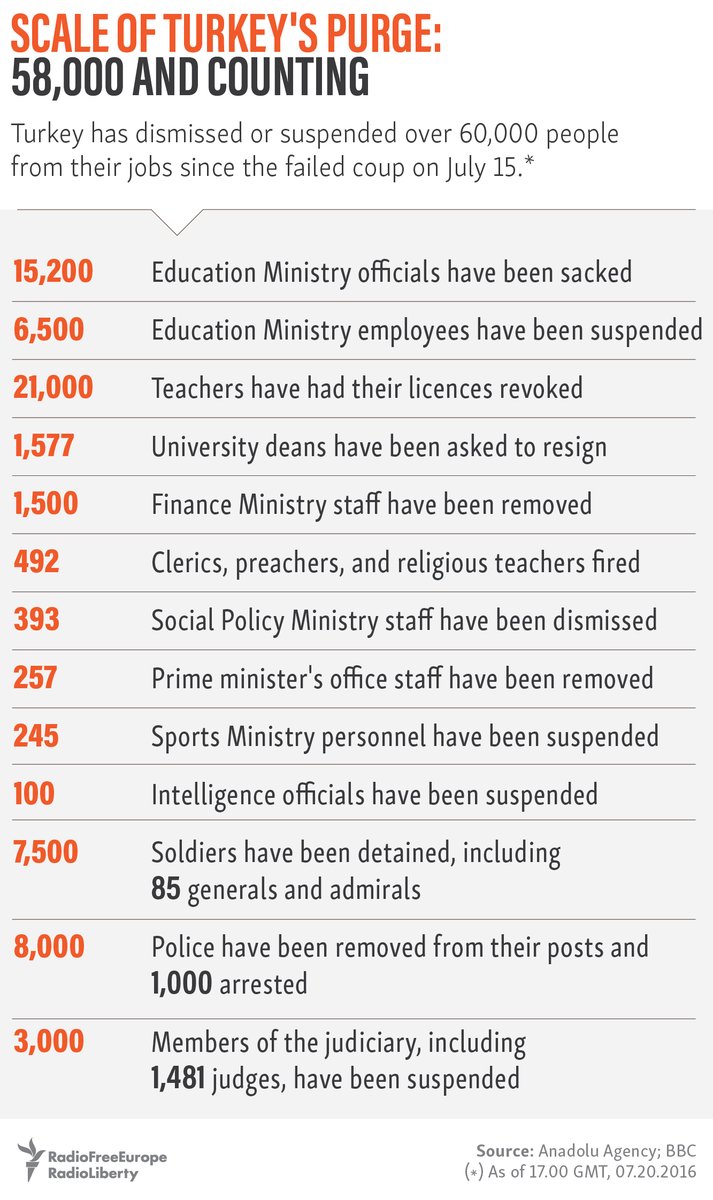 SCALE OF TURKEY'S PURGE:
58,000 AND COUNTING
Turkey has dismissed or suspended over 60,000 people
from their jobs since the failed coup on July 15.*
15,200 Education Ministry officials have been sacked
6,500 Education Ministry employees have been suspended
21,000 Teachers have had their licences revoked
1,577 University deans have been asked to resign
1,500 Finance Ministry staff have been removed
492 Clerics, preachers, and religious teachers fired
393 Social Policy Ministry staff have been dismissed
257 Prime minister's office staff have been removed
245 Sports Ministry personnel have been suspended
100 Intelligence officials have been suspended
7,500 Soldiers have been detained, including
85 generals and admirals
8,000 Police have been removed from their posts and
1,000 arrested
3,000 Members of the judiciary, including
1,481 judges, have been suspended
RadioFreeEurope
RadioLiberty
Source: Anadolu Agency; BBC
(*) As of 17.00 GMT, 07.20.2016